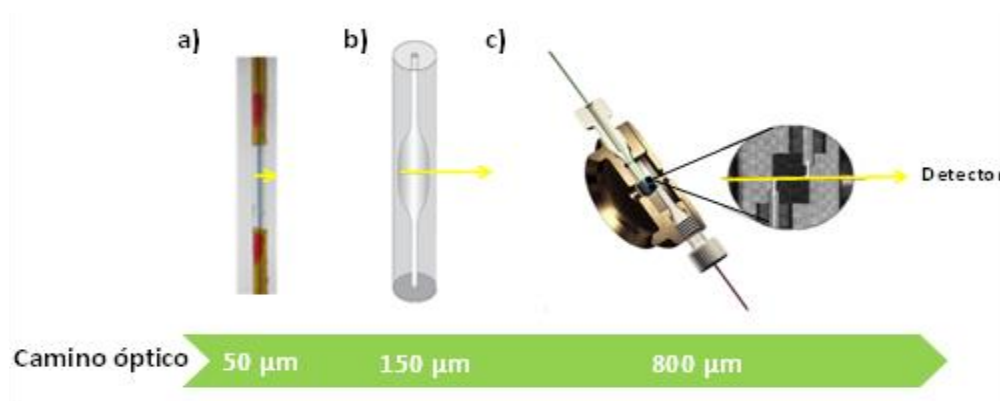 a)
b)
c)
Detector
Camino óptico
50 µm
150 µm
800 µm